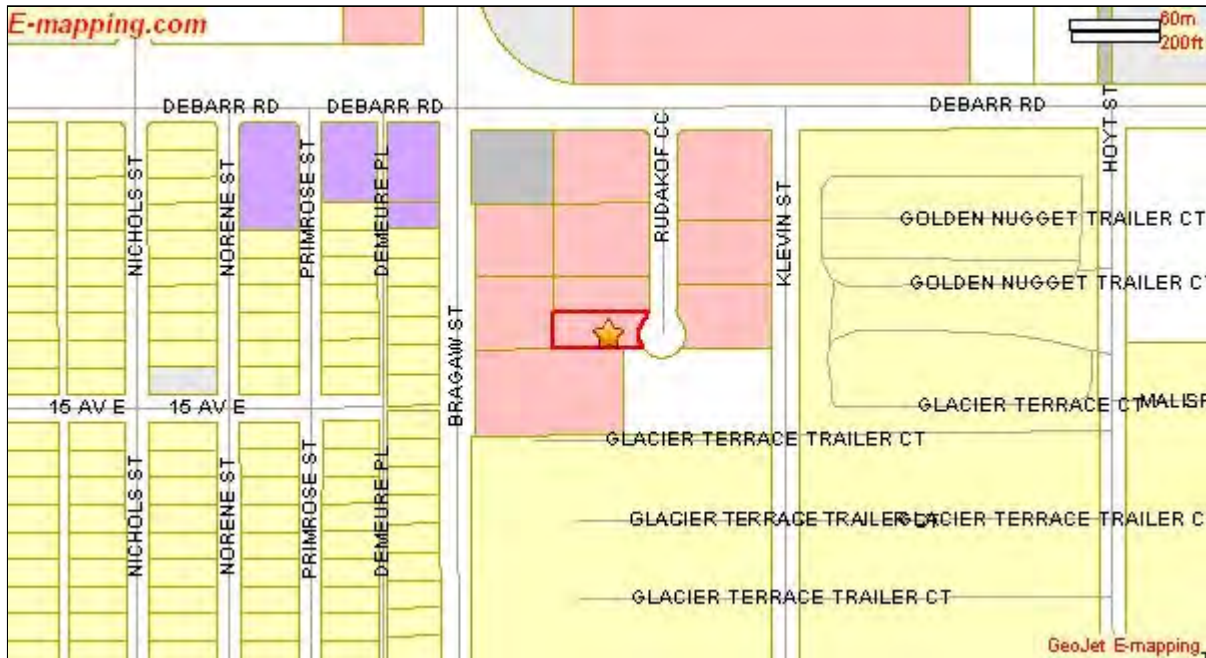 E-mapping.com
60m
200ft
DEBARR RD
DEBARR RD
DEBARR RD
NICHOLS ST
NORENE ST
PRIMROSE ST
DEMEURE PL
BRAGAW ST
RUDAKOF CC
KLEVIN ST
HOYT ST
GOLDEN NUGGET TRAILER CT
GOLDEN NUGGET TRAILER CT
15 AV E
15 AV E
GLACIER TERRACE CT
GLACIER TERRACE TRAILER CT
NICHOLS ST
NORENE ST
PRIMROSE ST
DEMEURE PL
GLACIER TERRACE TRAILER
GLACIER TERRACE TRAILER C
GLACIER TERRACE TRAILER CT
GeoJet E-mapping